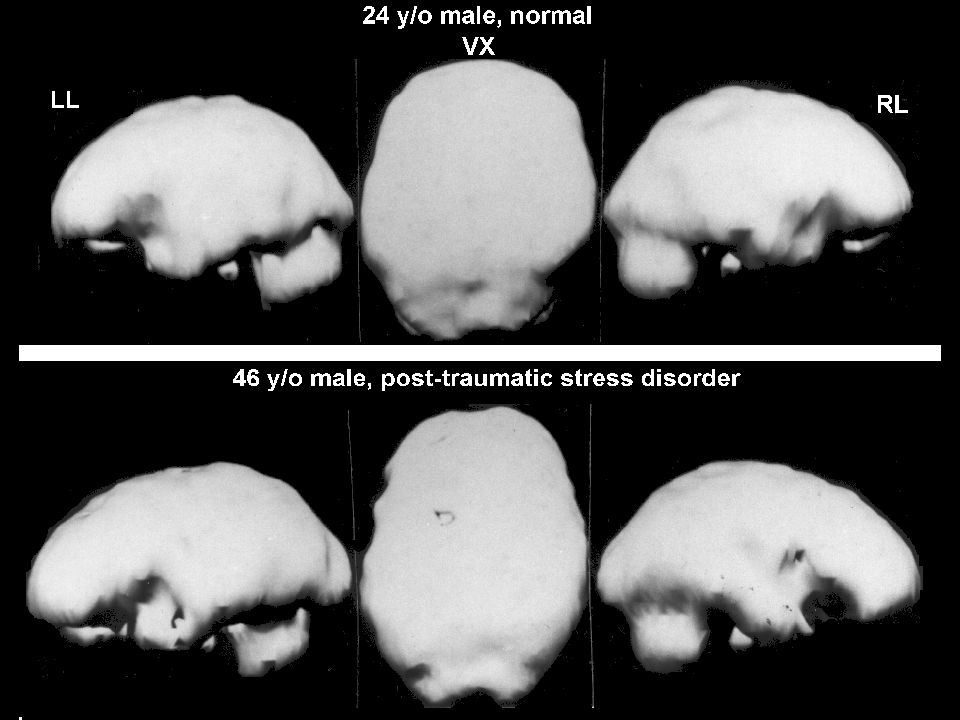 24 y/o male, normal
VX
LL
RL
46 y/o male, post-traumatic stress disorder